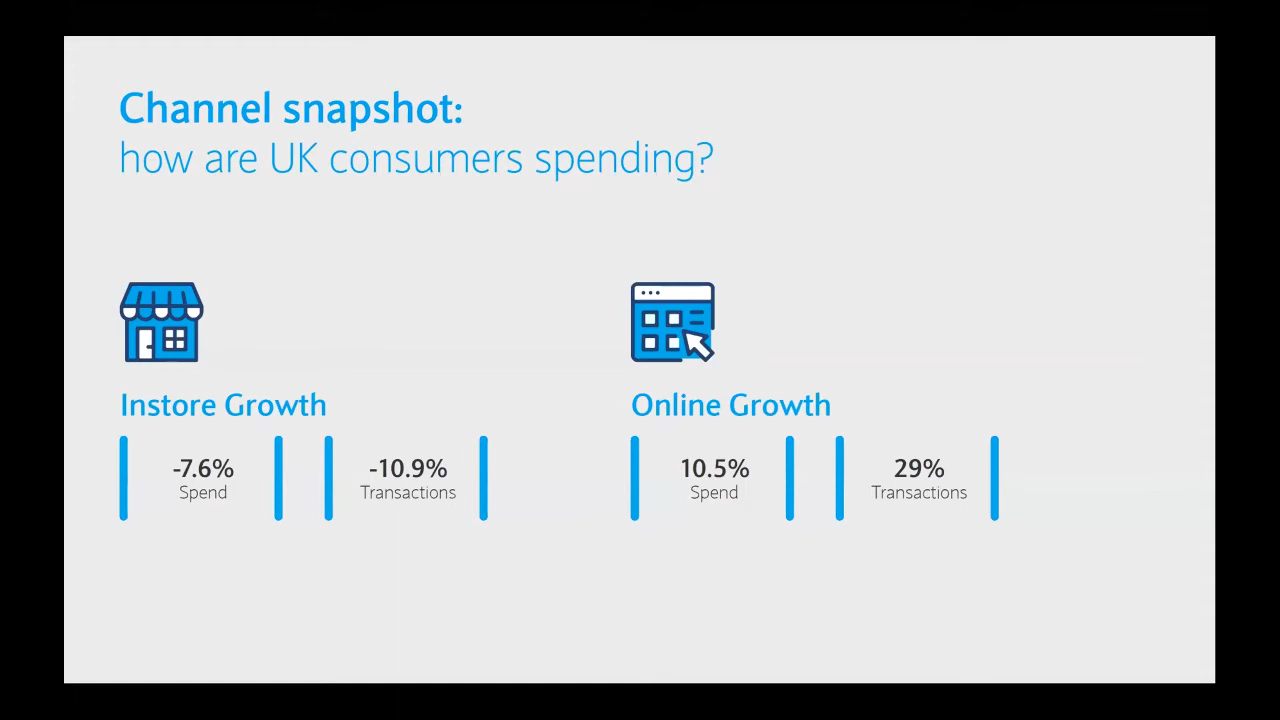 Channel snapshot:
how are UK consumers spending?
Instore Growth
-7.6%
Spend
-10.9%
Transactions
Online Growth
10.5%
Spend
29%
Transactions